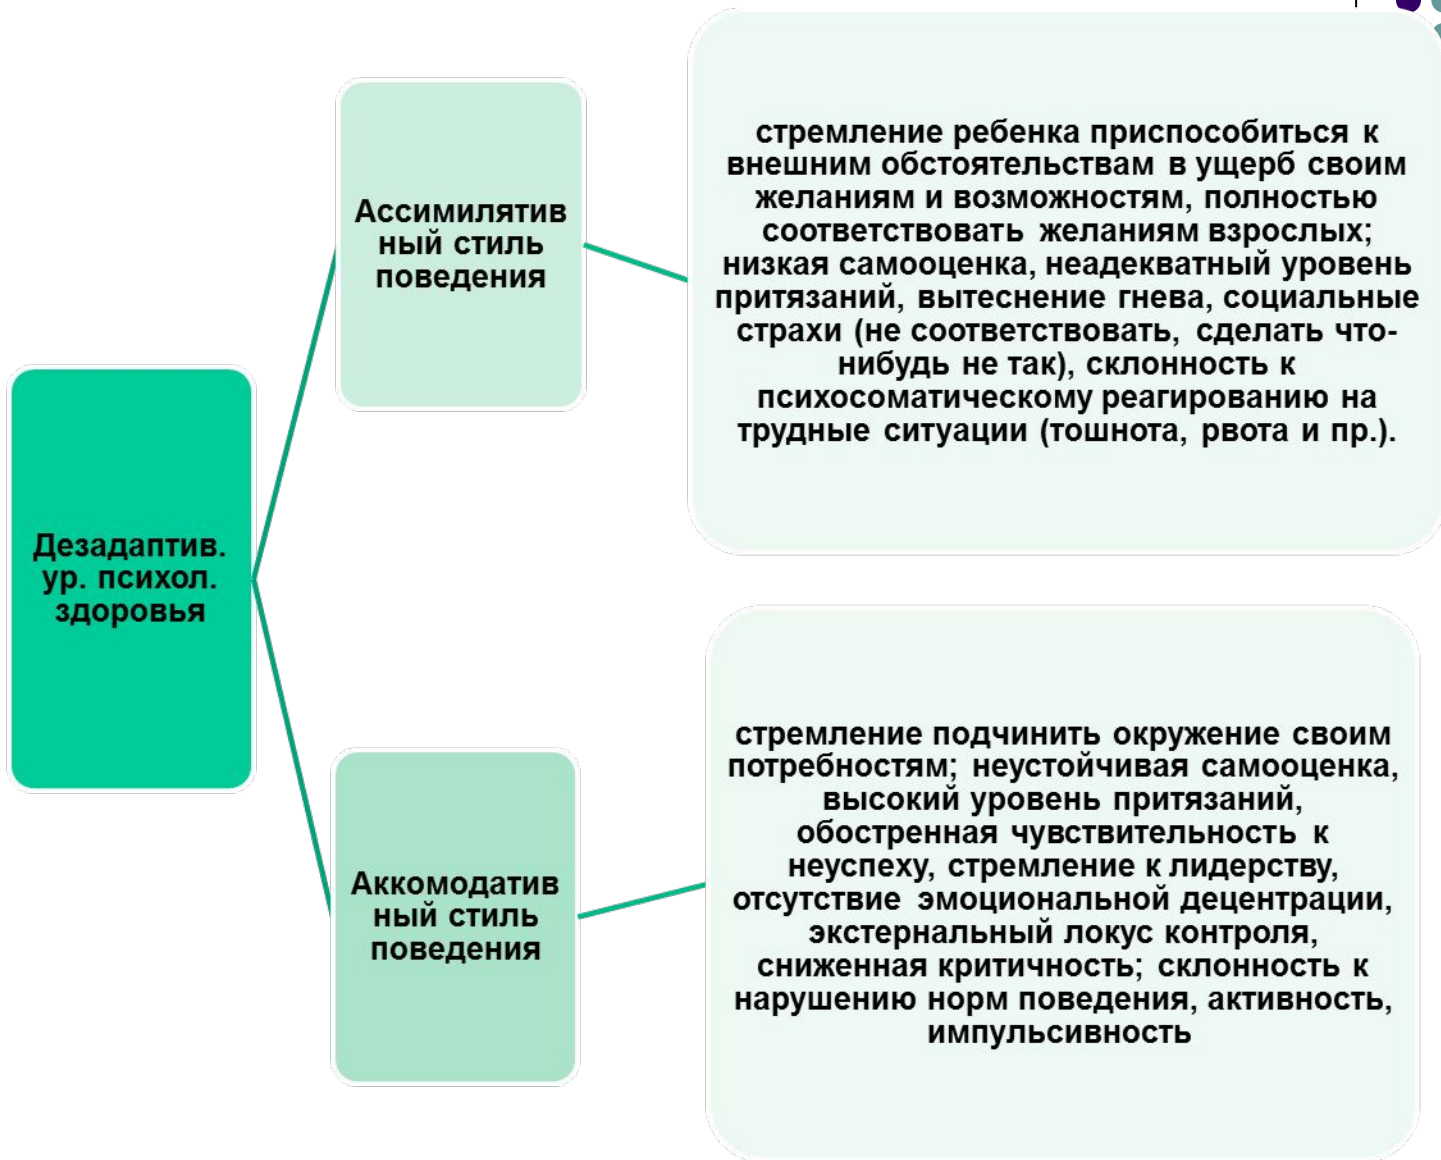 Дезадаптив.
ур. психол.
здоровья
Ассимилятив
ный стиль
поведения
стремление ребенка приспособиться к
внешним обстоятельствам в ущерб своим
желаниям и возможностям, полностью
соответствовать желаниям взрослых;
низкая самооценка, неадекватный уровень
притязаний, вытеснение гнева, социальные
страхи (не соответствовать, сделать что-
нибудь не так), склонность к
психосоматическому реагированию на
трудные ситуации (тошнота, рвота и пр.).
Аккомодатив
ный стиль
поведения
стремление подчинить окружение своим
потребностям; неустойчивая самооценка,
высокий уровень притязаний,
обостренная чувствительность к
неуспеху, стремление к лидерству,
отсутствие эмоциональной децентрации,
экстернальный локус контроля,
сниженная критичность; склонность к
нарушению норм поведения, активность,
импульсивность